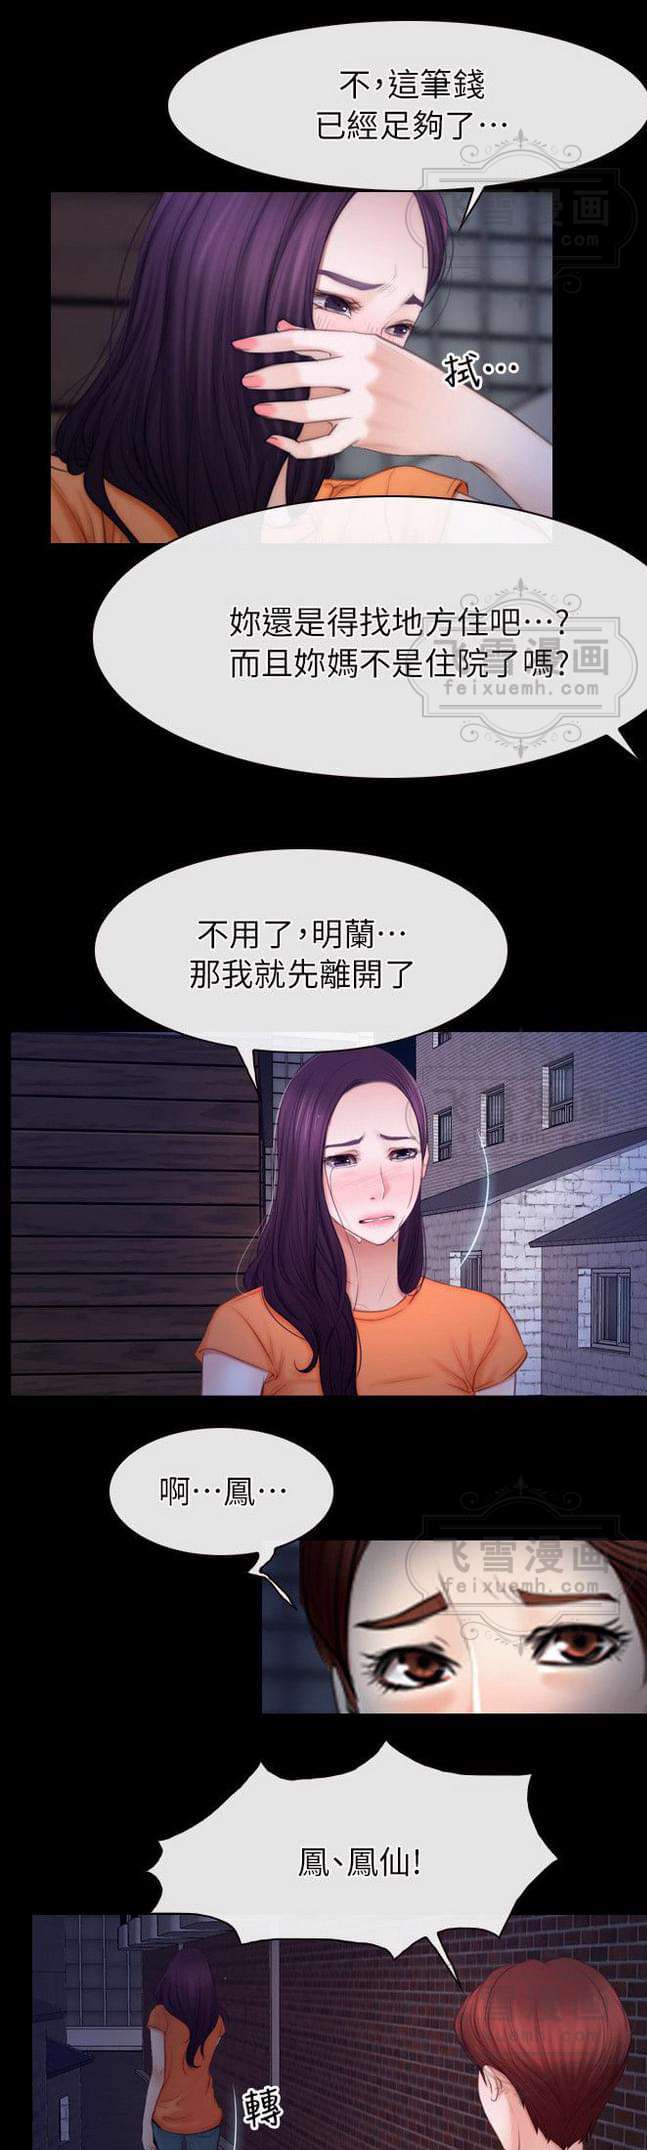 不,這筆錢
已經足夠了…
飞雪漫画
feixuemh.com
拭…
妳還是得找地方住吧…?
而且妳媽不是住院了嗎?
飞雪漫画
feixuemh.com
不用了,明蘭…
那我就先離開了
啊…鳳…
飞雪漫画
feixuemh.com
鳳、鳳仙!
轉